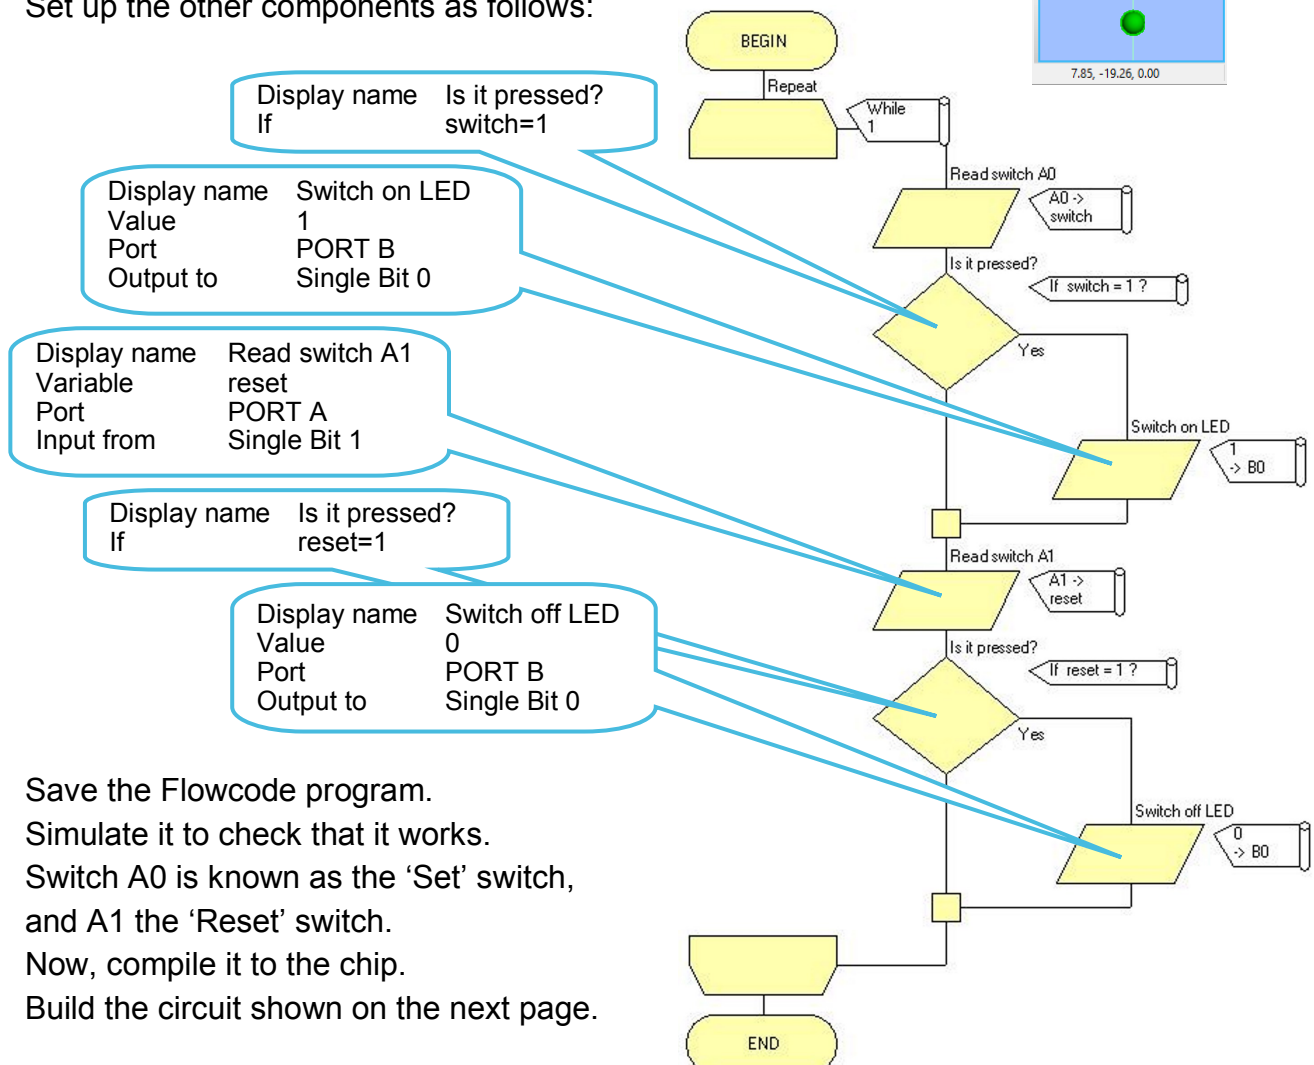 Set up the other components as follows:
7.85, -19.26, 0.00
Display name Is it pressed?
If switch=1
Display name Switch on LED
Value 1
Port PORT B
Output to Single Bit 0
Display name Read switch A1
Variable reset
Port PORT A
Input from Single Bit 1
Display name Is it pressed?
If reset=1
Display name Switch off LED
Value 0
Port PORT B
Output to Single Bit 0
BEGIN
Repeat
While
1
Read switch A0
A0 ->
switch
Is it pressed?
If switch = 1 ?
Yes
Switch on LED
1
-> B0
Read switch A1
A1 ->
reset
Is it pressed?
If reset = 1 ?
Yes
Switch off LED
0
-> B0
END
Save the Flowcode program.
Simulate it to check that it works.
Switch A0 is known as the ‘Set’ switch,
and A1 the ‘Reset’ switch.
Now, compile it to the chip.
Build the circuit shown on the next page.